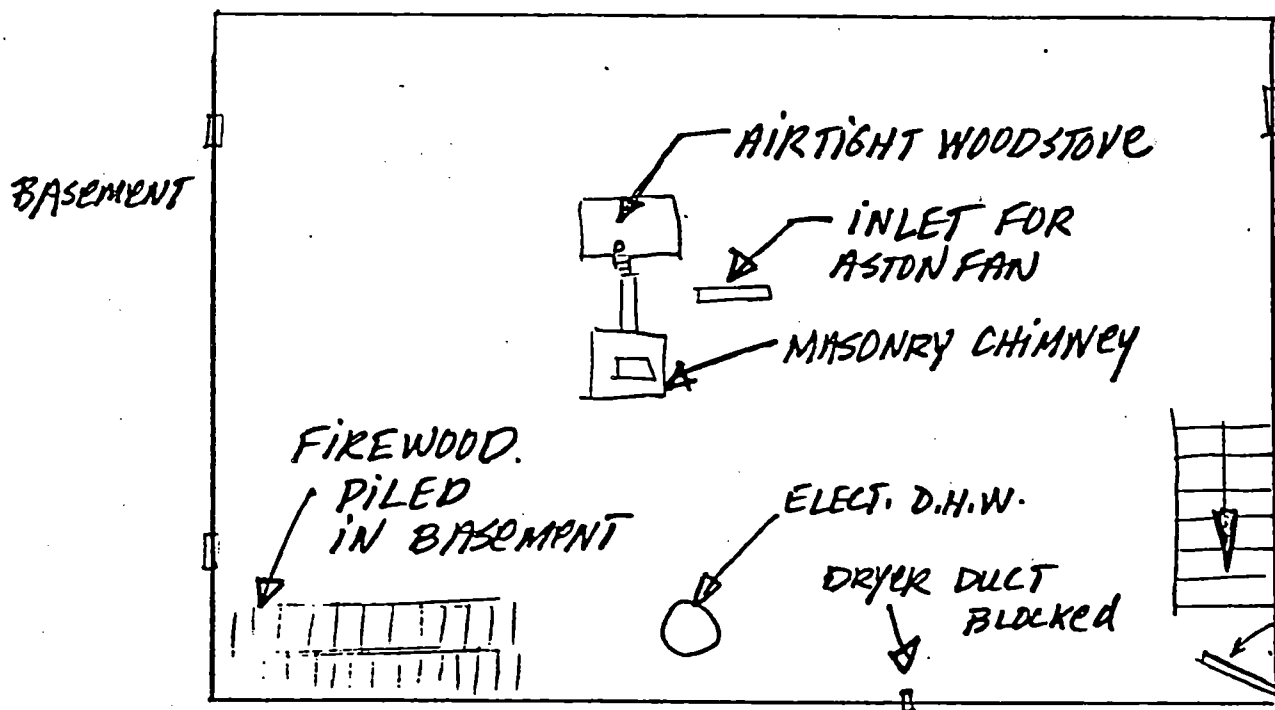 AIRTIGHT WOODSTOVE
BASEMENT
INLET FOR
ASTON FAN
MASONRY CHIMNEY
FIREWOOD.
PILED
IN BASEMENT
ELECT. D.H.W.
DRYER DUCT
BLOCKED